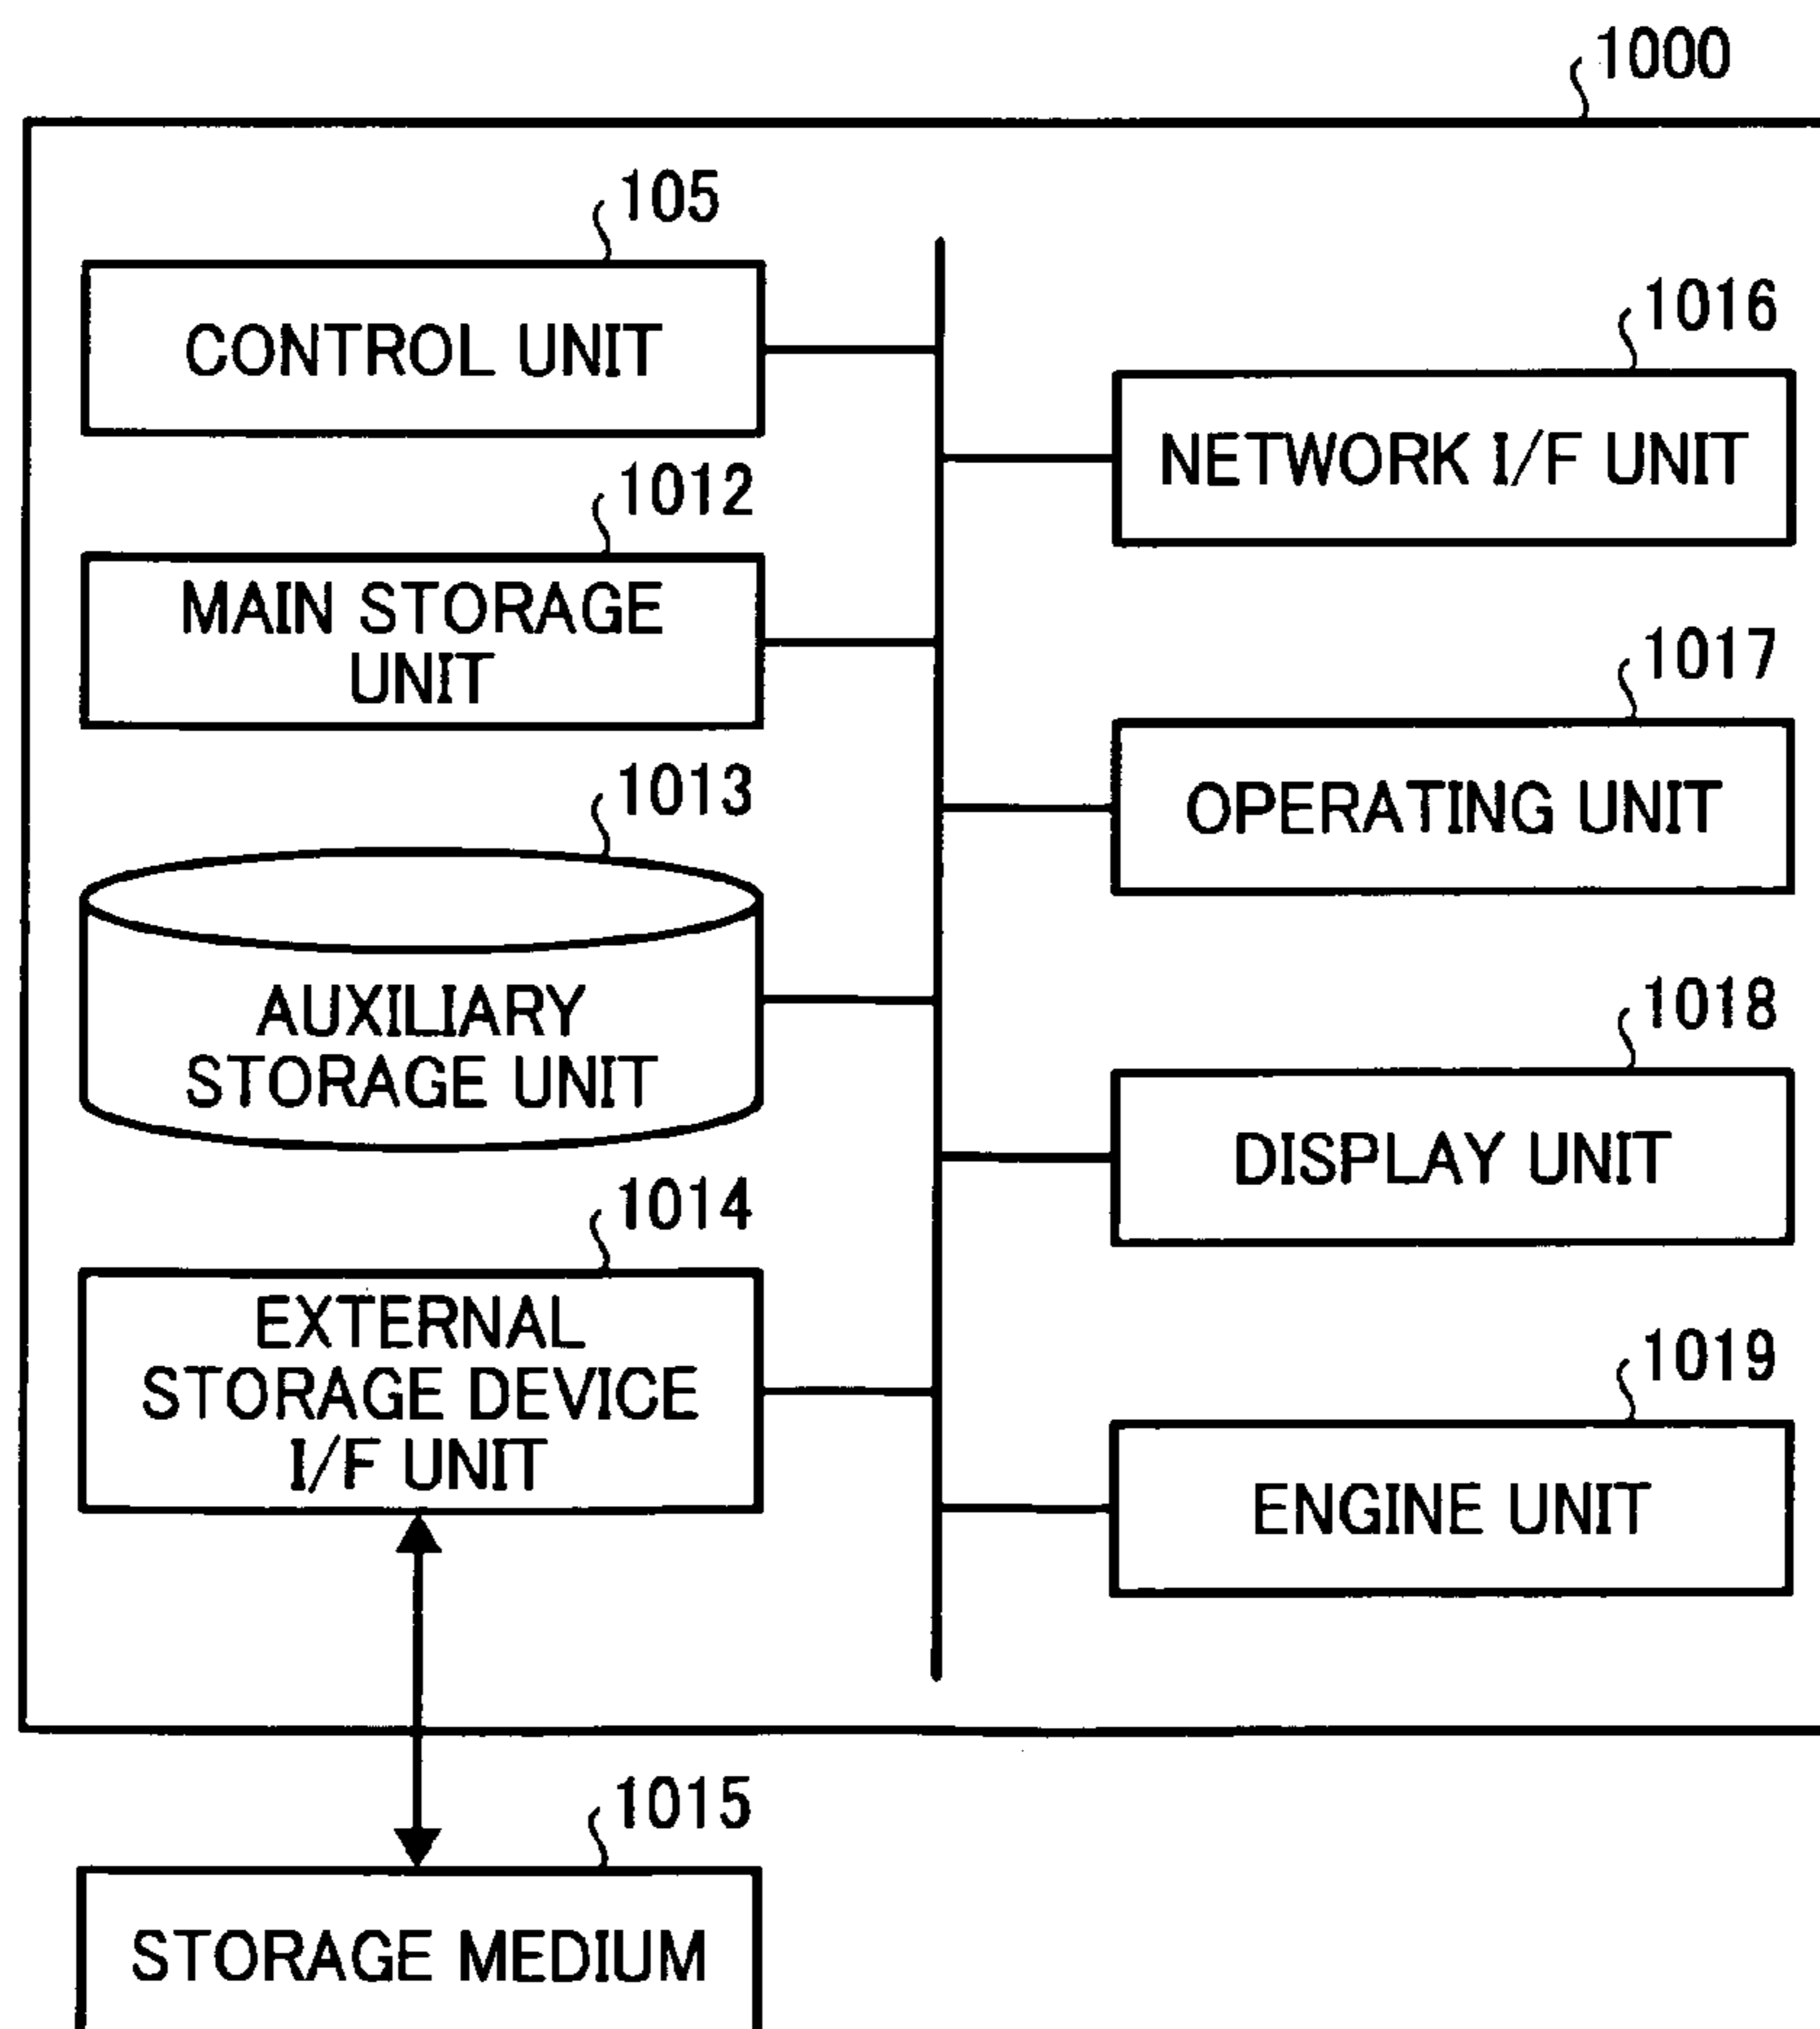 1000
105
CONTROL UNIT
1012
MAIN STORAGE
UNIT
1013
AUXILIARY
STORAGE UNIT
1014
EXTERNAL
STORAGE DEVICE
I/F UNIT
1016
NETWORK I/F UNIT
1017
OPERATING UNIT
1018
DISPLAY UNIT
1019
ENGINE UNIT
1015
STORAGE MEDIUM